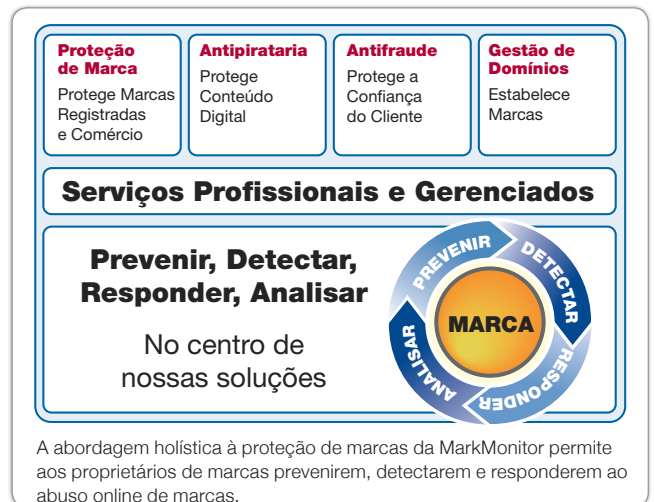 Proteção
de Marca
Protege Marcas
Registradas
e Comércio
Antipirataria
Protege
Conteúdo
Digital
Antifraude
Protege a
Confiança
do Cliente
Gestão de
Domínios
Estabelece
Marcas
Serviços Profissionais e Gerenciados
Prevenir, Detectar,
Responder, Analisar
No centro de
nossas soluções
PREVENIR
DETECTAR
RESPONDER
ANALISAR
MARCA
A abordagem holística à proteção de marcas da MarkMonitor permite
aos proprietários de marcas prevenirem, detectarem e responderem ao
abuso online de marcas.